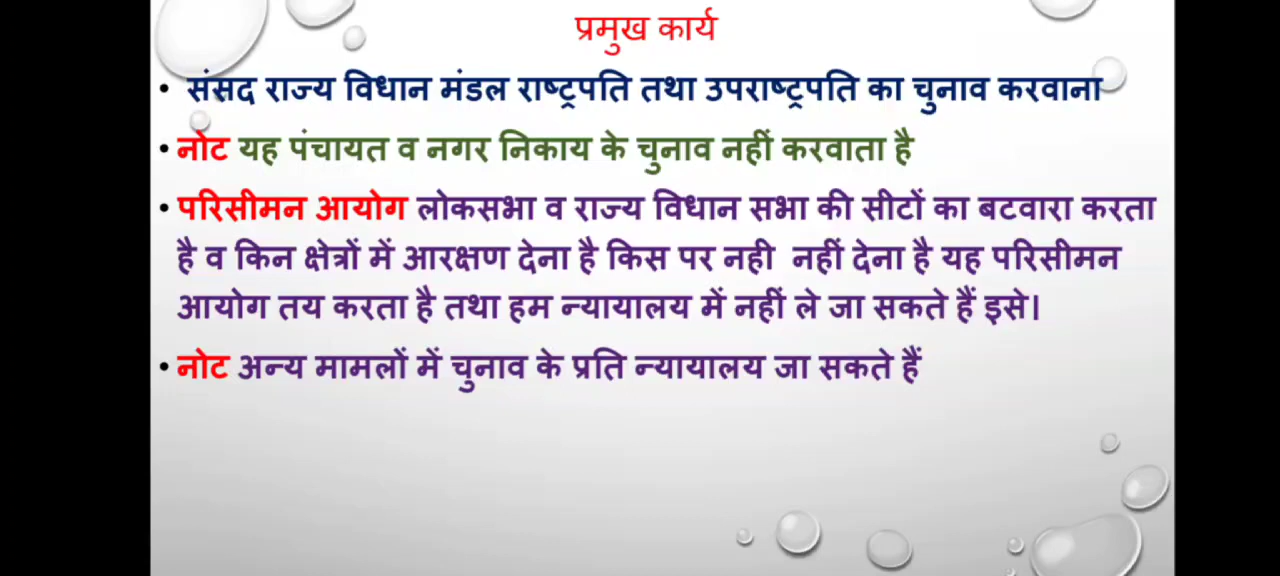 प्रमुख कार्य
• संसद राज्य विधान मंडल राष्ट्रपति तथा उपराष्ट्रपति का चुनाव करवाना
• नोट यह पंचायत व नगर निकाय के चुनाव नहीं करवाता है
• परिसीमन आयोग लोकसभा व राज्य विधान सभा की सीटों का बटवारा करता
है व किन क्षेत्रों में आरक्षण देना है किस पर नही नहीं देना है यह परिसीमन
आयोग तय करता है तथा हम न्यायालय में नहीं ले जा सकते हैं इसे।
• नोट अन्य मामलों में चुनाव के प्रति न्यायालय जा सकते हैं